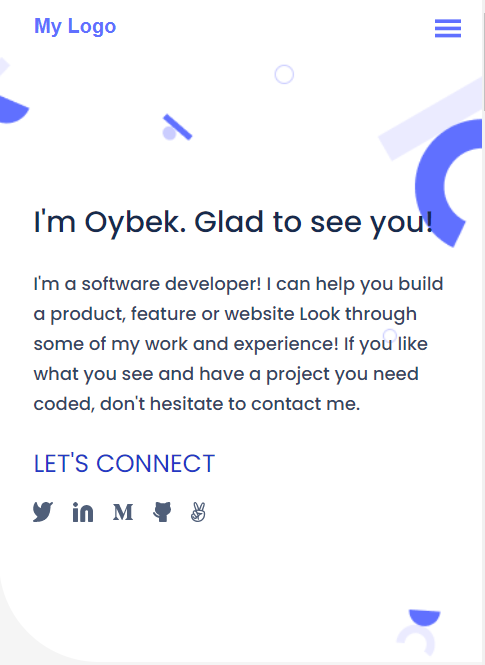 My Logo
I'm Oybek. Glad to see you!
I'm a software developer! I can help you build
a product, feature or website Look through
some of my work and experience! If you like
what you see and have a project you need
coded, don't hesitate to contact me.
LET'S CONNECT